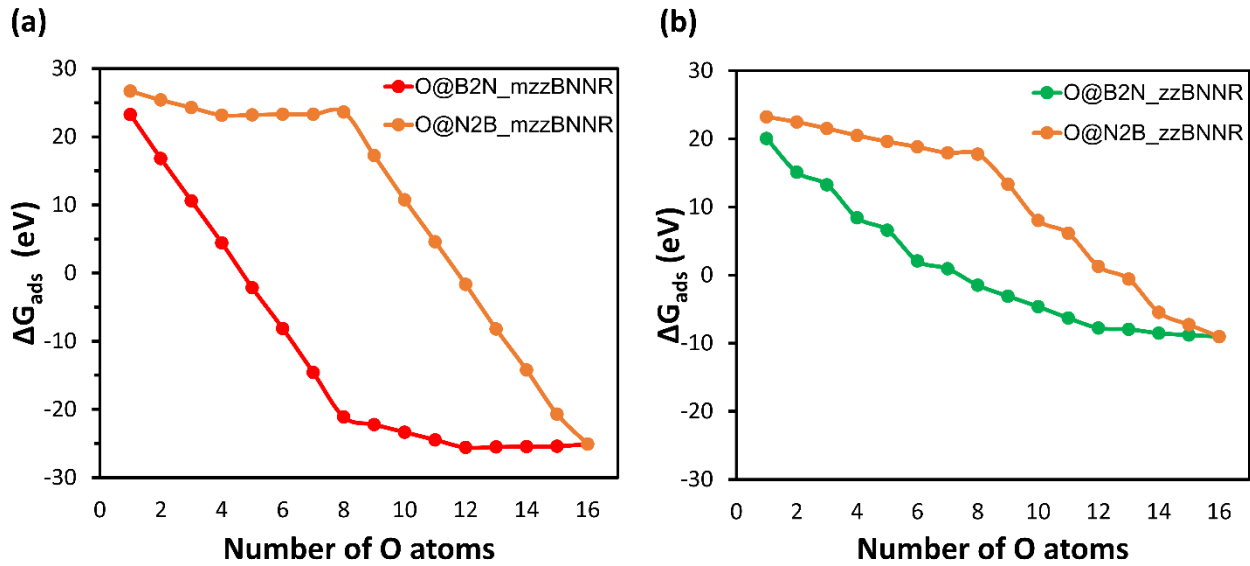 (a)
30
20
10
0
-10
-20
-30
0 2 4 6 8 10 12 14 16
ΔG_ads (eV)
Number of O atoms
O@B2N_mzzBNNR
O@N2B_mzzBNNR
(b)
30
20
10
0
-10
-20
-30
0 2 4 6 8 10 12 14 16
ΔG_ads (eV)
Number of O atoms
O@B2N_zzBNNR
O@N2B_zzBNNR